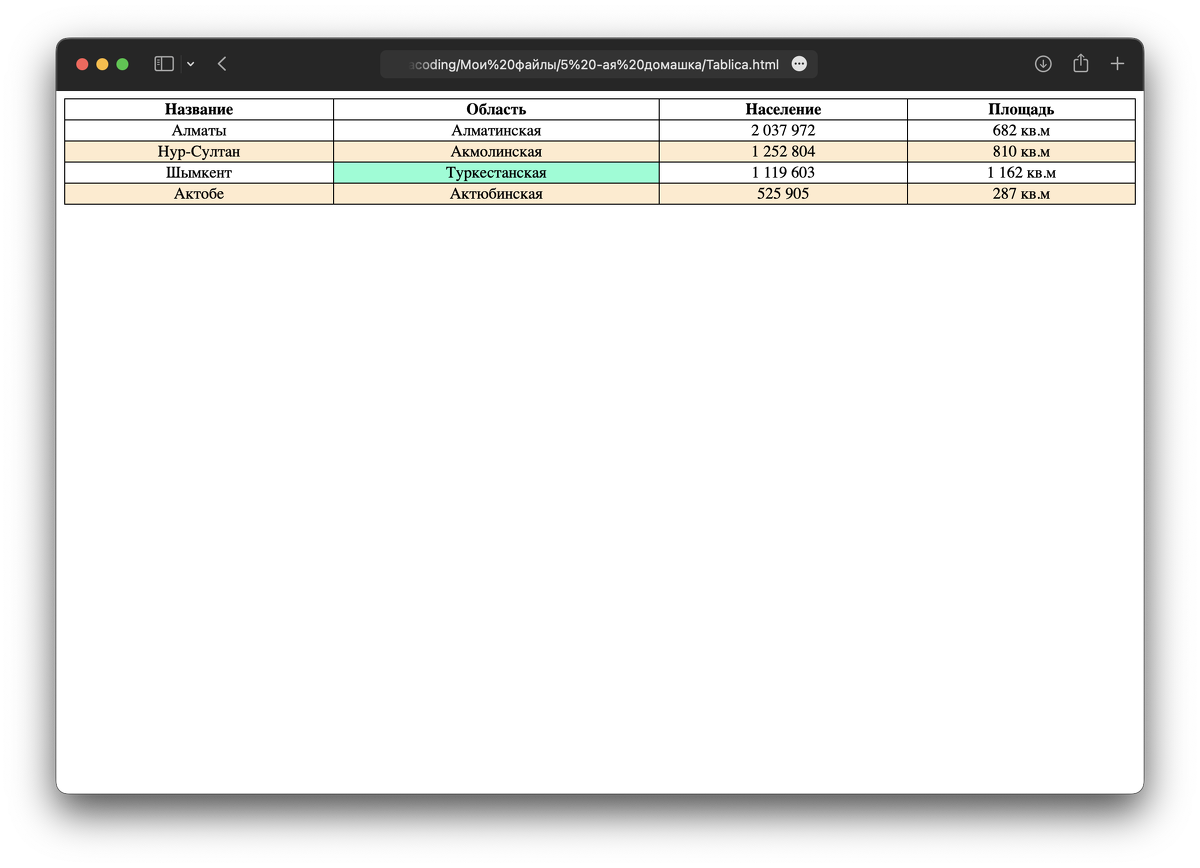 coding/Мои%20файлы/5%20-ая%20домашка/Tablica.html
Название Область Население Площадь
Алматы Алматинская 2 037 972 682 кв.м
Нур-Султан Акмолинская 1 252 804 810 кв.м
Шымкент Туркестанская 1 119 603 1 162 кв.м
Актобе Актюбинская 525 905 287 кв.м